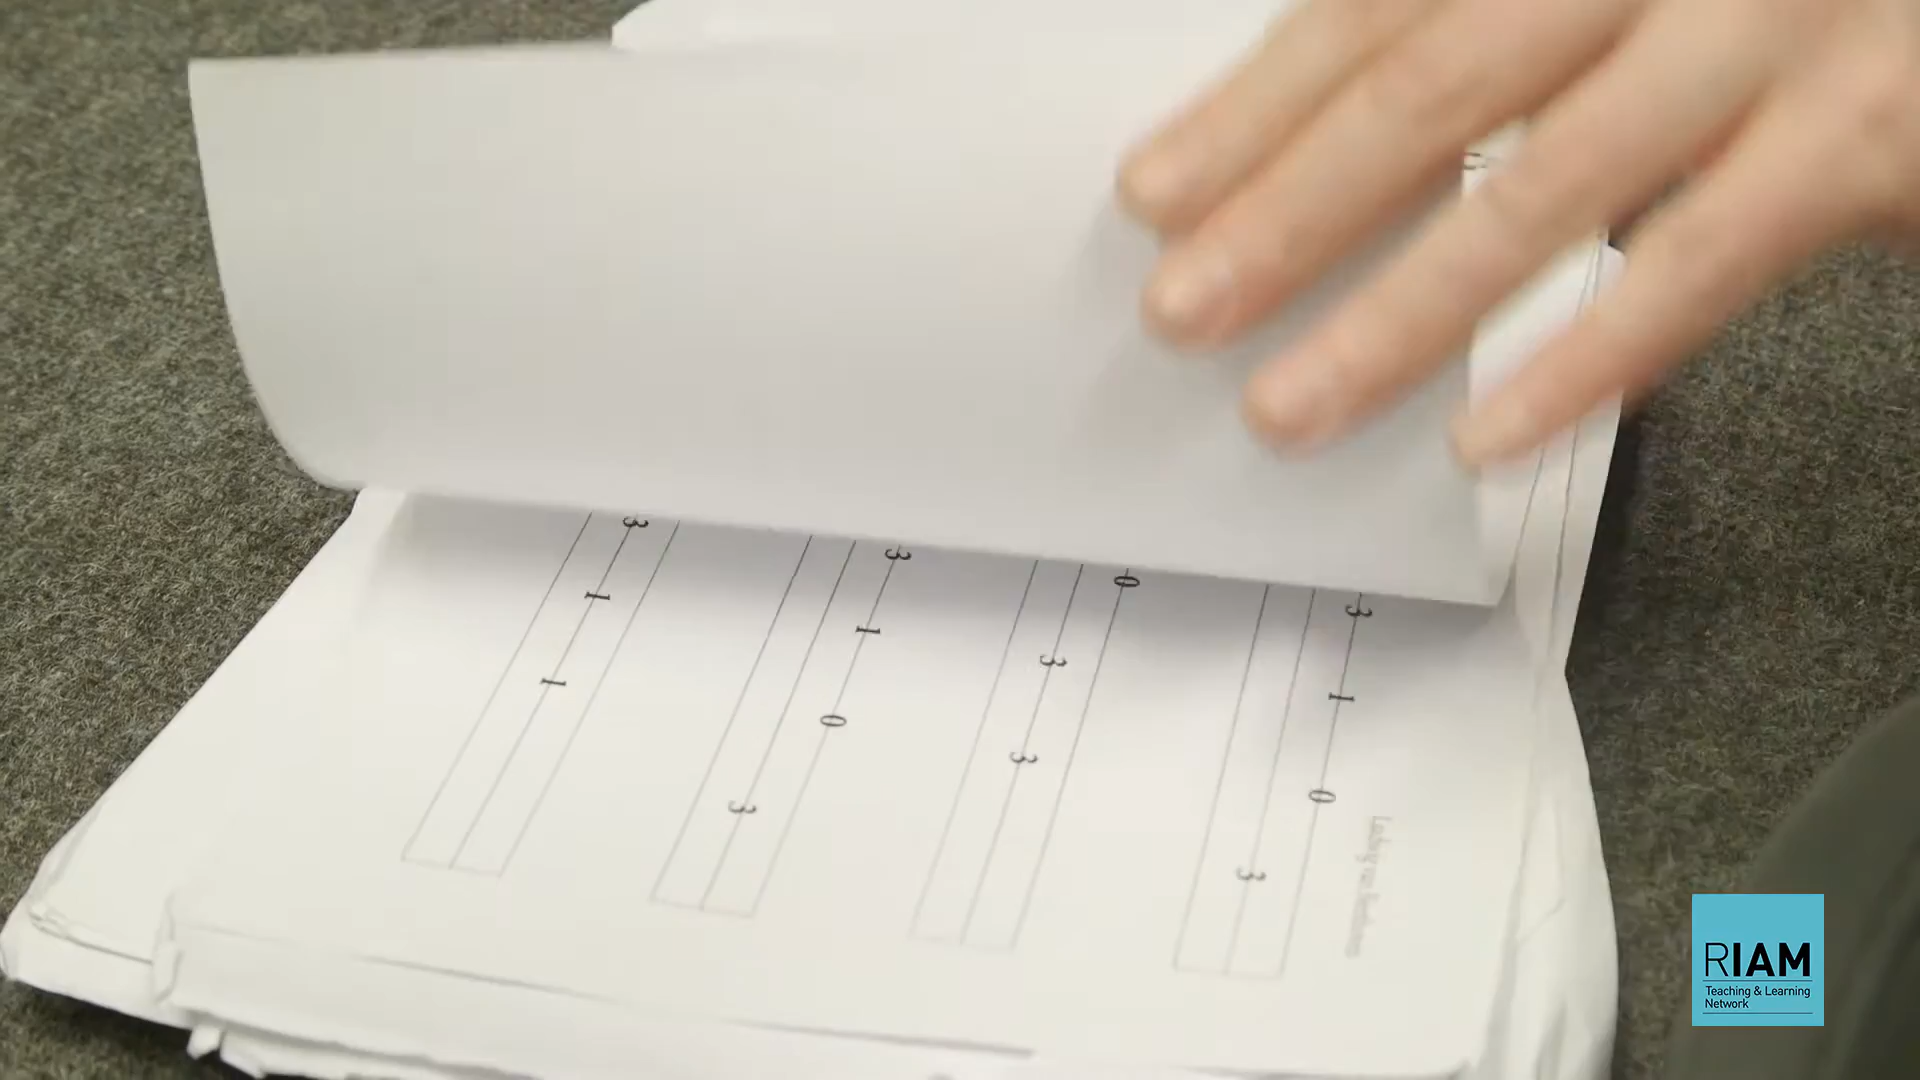 3 1 0 3
0 3 3
3 1 0 3
3 1 1
RIAM
Teaching & Learning
Network